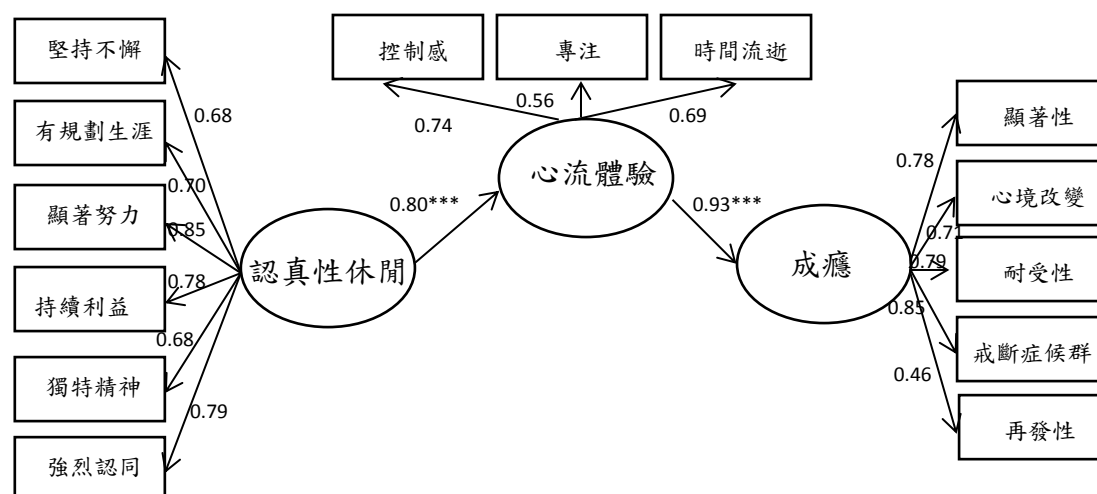 堅持不懈
有規劃生涯
顯著努力
持續利益
獨特精神
強烈認同
0.68
0.70
0.85
0.78
0.68
0.79
認真性休閒
0.80***
控制感
專注
時間流逝
0.74
0.56
0.69
心流體驗
0.93***
成癮
0.78
0.71
0.79
0.85
0.46
顯著性
心境改變
耐受性
戒斷症候群
再發性